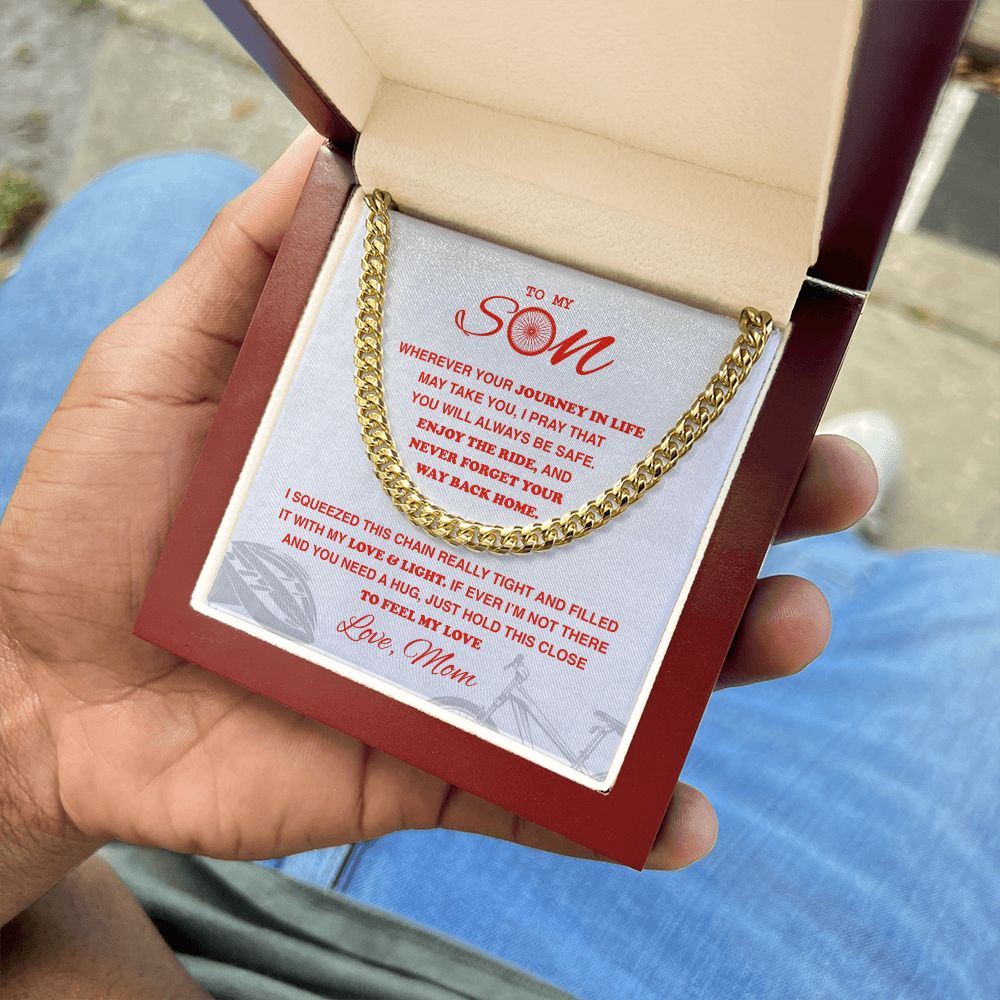 TO MY
SON
WHEREVER YOUR JOURNEY IN LIFE
MAY TAKE YOU, I PRAY THAT
YOU WILL ALWAYS BE SAFE.
ENJOY THE RIDE, AND
NEVER FORGET YOUR
WAY BACK HOME.
I SQUEEZED THIS CHAIN REALLY TIGHT AND FILLED
IT WITH MY LOVE & LIGHT. IF EVER I'M NOT THERE
AND YOU NEED A HUG, JUST HOLD THIS CLOSE
TO FEEL MY LOVE
Love, Mom